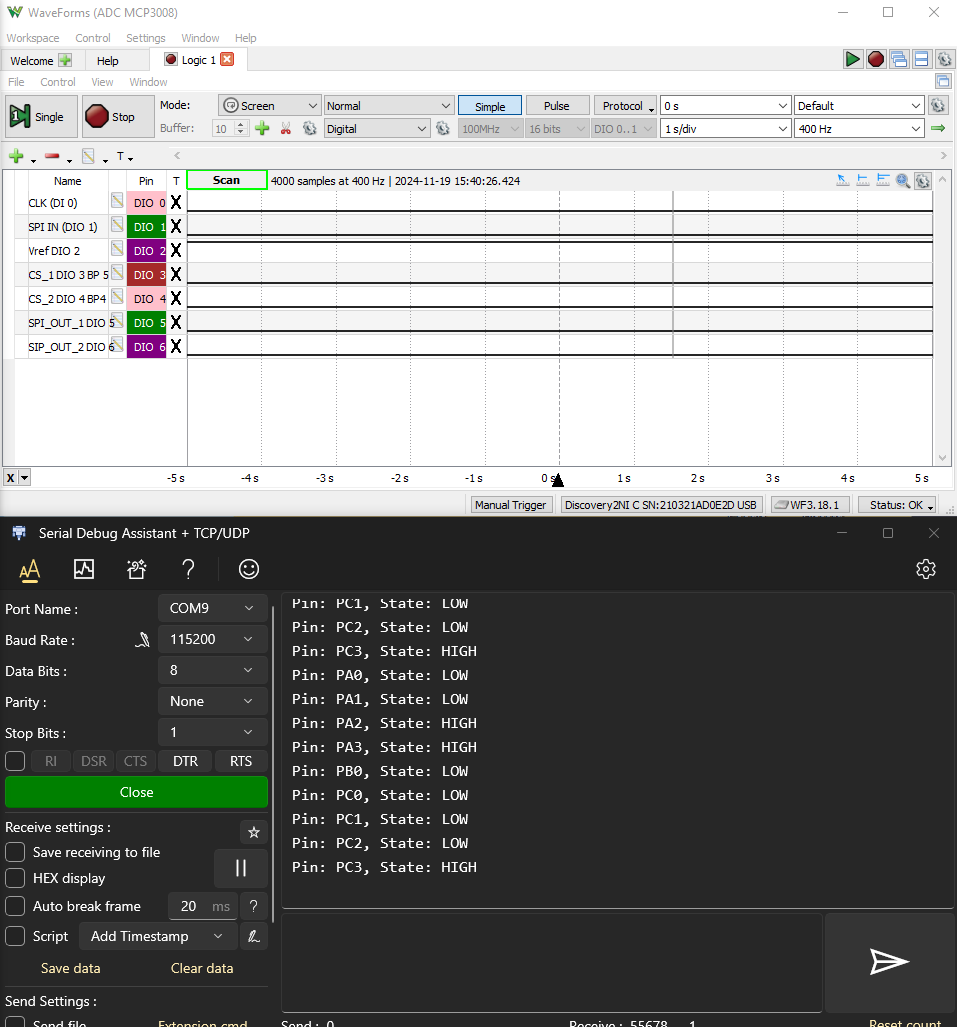 WaveForms (ADC MCP3008)
Workspace Control Settings Window Help
Welcome Help Logic 1
File Control View Window
Single Stop Mode: Screen Normal Simple Pulse Protocol 0 s Default
Buffer: 10 Digital 100MHz 16 bits DIO 0..1 1 s/div 400 Hz
T
Name Pin T Scan 4000 samples at 400 Hz | 2024-11-19 15:40:26.424
CLK (DI 0) DIO 0 X
SPI IN (DIO 1) DIO 1 X
Vref DIO 2 DIO 2 X
CS_1 DIO 3 BP 5 DIO 3 X
CS_2 DIO 4 BP4 DIO 4 X
SPI_OUT_1 DIO 5 DIO 5 X
SIP_OUT_2 DIO 6 DIO 6 X
X -5 s -4 s -3 s -2 s -1 s 0 s 1 s 2 s 3 s 4 s 5 s
Manual Trigger Discovery2NI C SN:210321AD0E2D USB WF3.18.1 Status: OK
Serial Debug Assistant + TCP/UDP
AA ?
Port Name : COM9
Baud Rate : 115200
Data Bits : 8
Parity : None
Stop Bits : 1
RI DSR CTS DTR RTS
Close
Receive settings :
Save receiving to file
HEX display
Auto break frame 20 ms ?
Script Add Timestamp
Save data Clear data
Send Settings :
Send file Extension cmd
Pin: PC1, State: LOW
Pin: PC2, State: LOW
Pin: PC3, State: HIGH
Pin: PA0, State: LOW
Pin: PA1, State: LOW
Pin: PA2, State: HIGH
Pin: PA3, State: HIGH
Pin: PB0, State: LOW
Pin: PC0, State: LOW
Pin: PC1, State: LOW
Pin: PC2, State: LOW
Pin: PC3, State: HIGH
Send : 0 Receive : 55678 1 Reset count